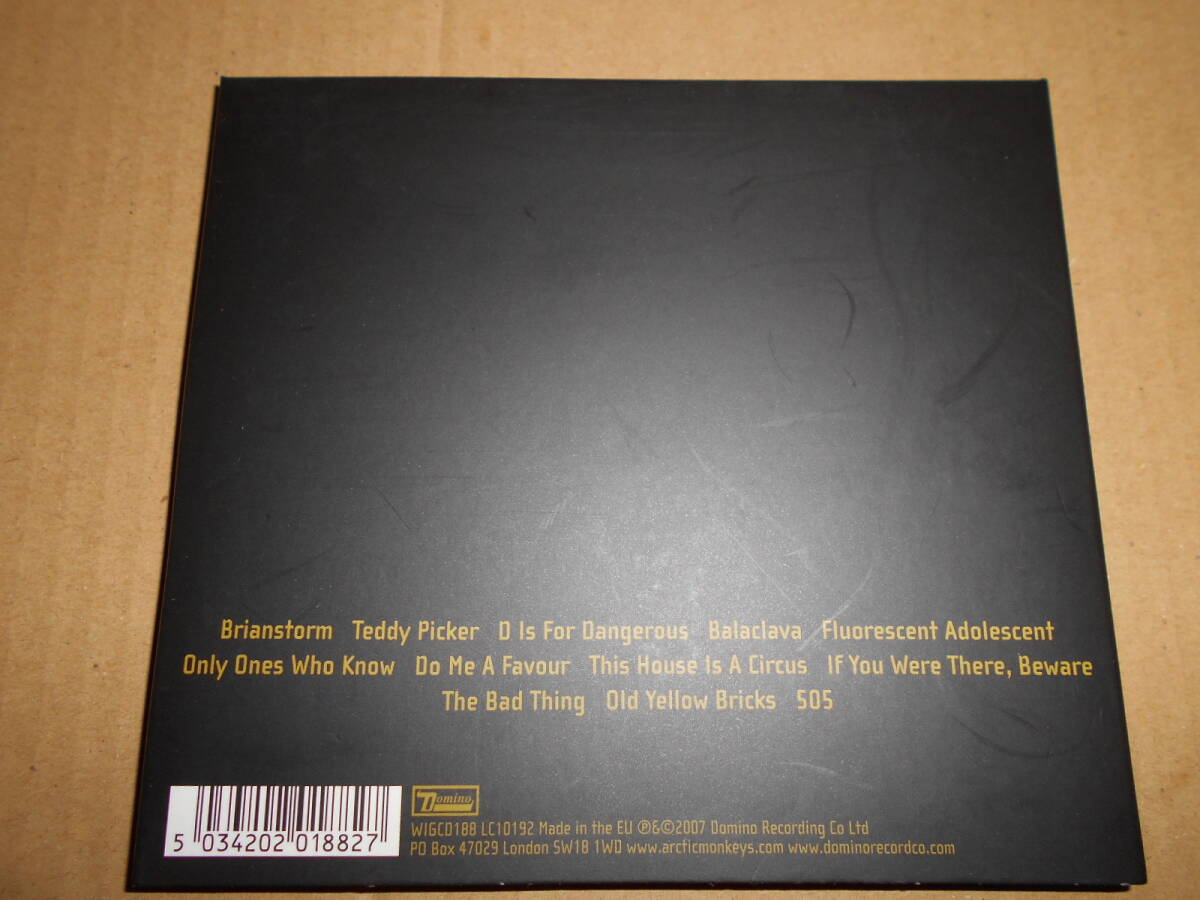 Brianstorm Teddy Picker D Is For Dangerous Balaclava Fluorescent Adolescent
Only Ones Who Know Do Me A Favour This House Is A Circus If You Were There, Beware
The Bad Thing Old Yellow Bricks 505
Domino
WIGCD188 LC10192 Made in the EU ℗&©2007 Domino Recording Co Ltd
PO Box 47029 London SW18 1WD www.arcticmonkeys.com www.dominorecordco.com
5 034202 018827